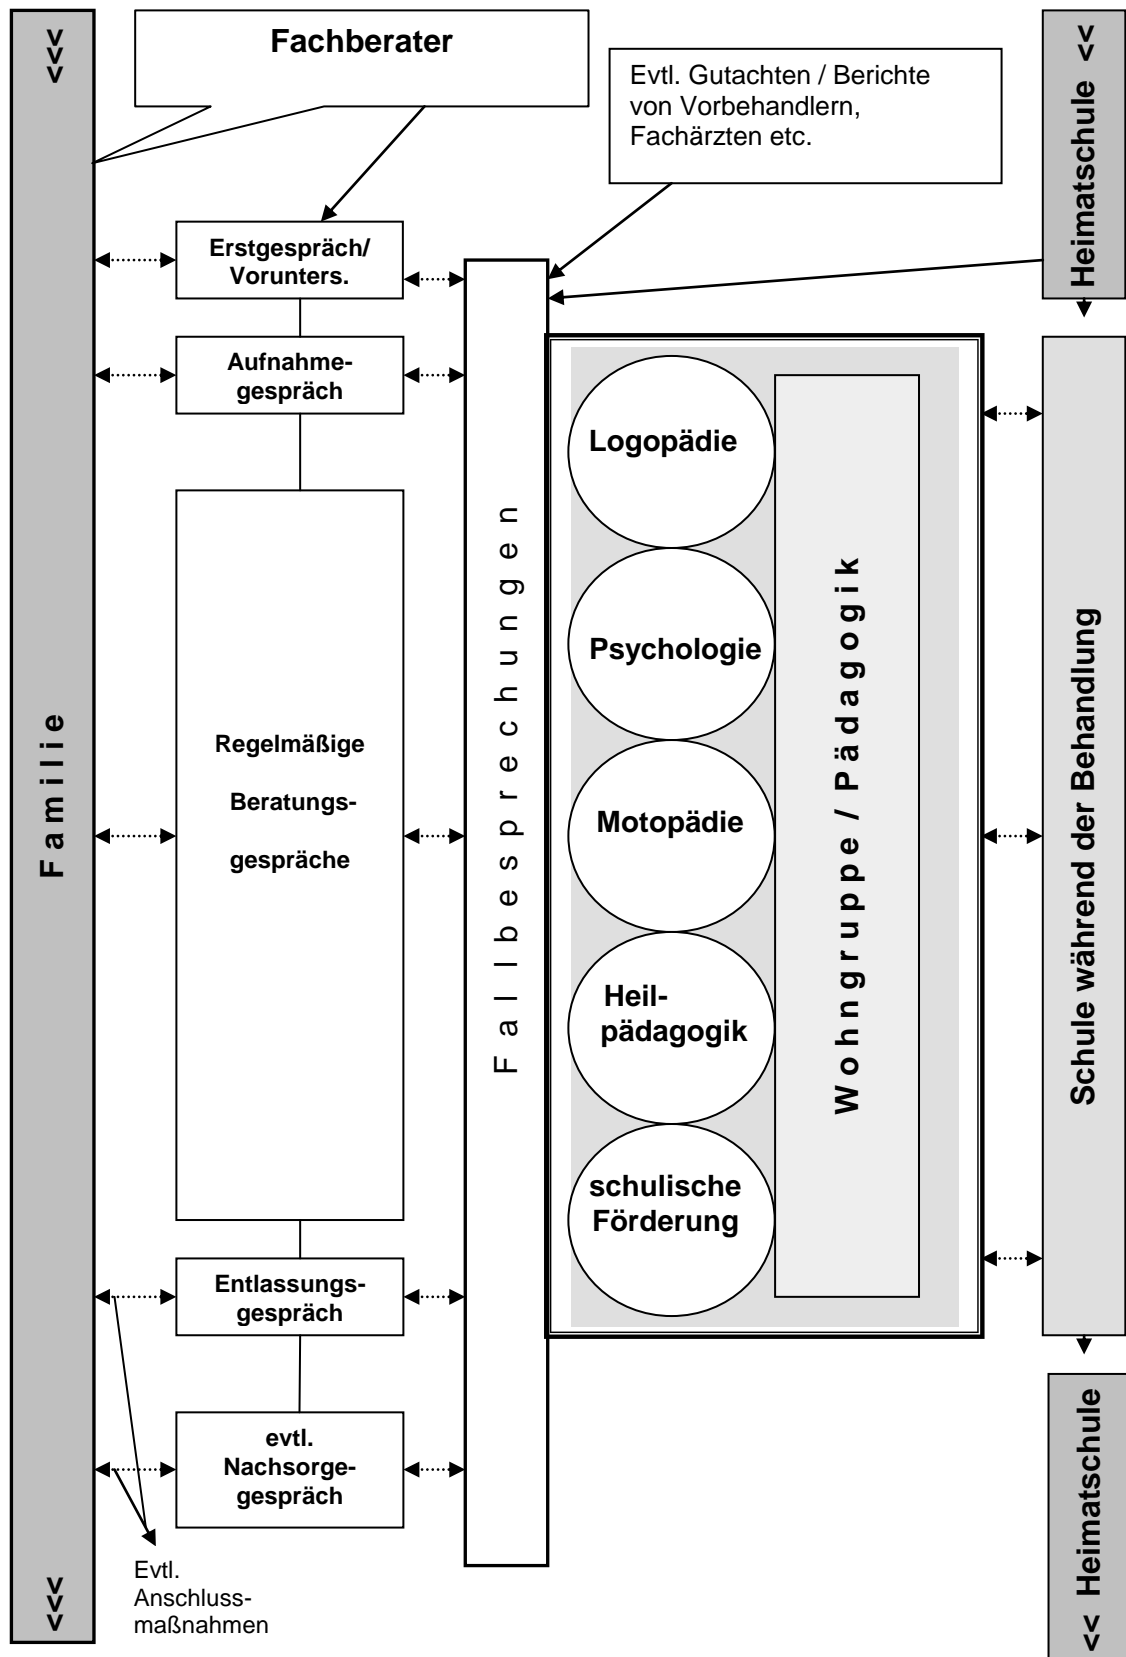 <<<
Familie
<<<
Fachberater
Evtl. Gutachten / Berichte
von Vorbehandlern,
Fachärzten etc.
Heimatschule <<
Erstgespräch/
Vorunters.
Aufnahme-
gespräch
Regelmäßige
Beratungs-
gespräche
Entlassungs-
gespräch
evtl.
Nachsorge-
gespräch
Evtl.
Anschluss-
maßnahmen
Fallbesprechungen
Logopädie
Psychologie
Motopädie
Heil-
pädagogik
schulische
Förderung
Wohngruppe / Pädagogik
Schule während der Behandlung
<< Heimatschule